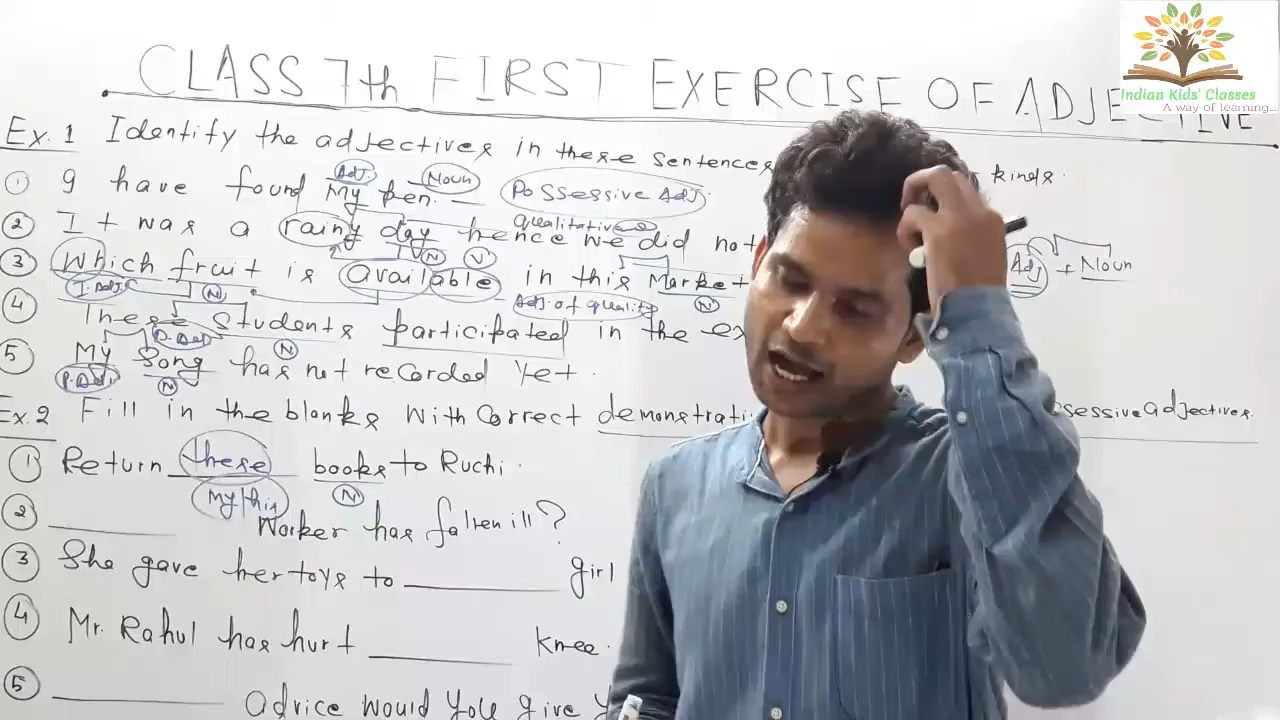 CLASS 7th FIRST EXERCISE OF ADJECTIVE
Indian Kids' Classes
A way of learning...
Ex.1 Identify the adjectives in these sentences kinds.
Adj. Noun
① I have found My pen. Possessive Adj.
qualitative
② It was a rainy day hence we did not
N V
Adj + Noun
③ Which fruit is available in this Market
I. Adj. N Adj. of quality N
④ These students participated in the ex
D. Adj N
⑤ My song has not recorded yet.
P. Adj. N
Ex.2 Fill in the blanks with correct demonstrati ssessive adjectives.
① Return these books to Ruchi.
My/his N
② ______ Worker has fallen ill?
③ She gave her toys to ______ girl
④ Mr. Rahul has hurt ______ knee.
⑤ ______ advice would you give y